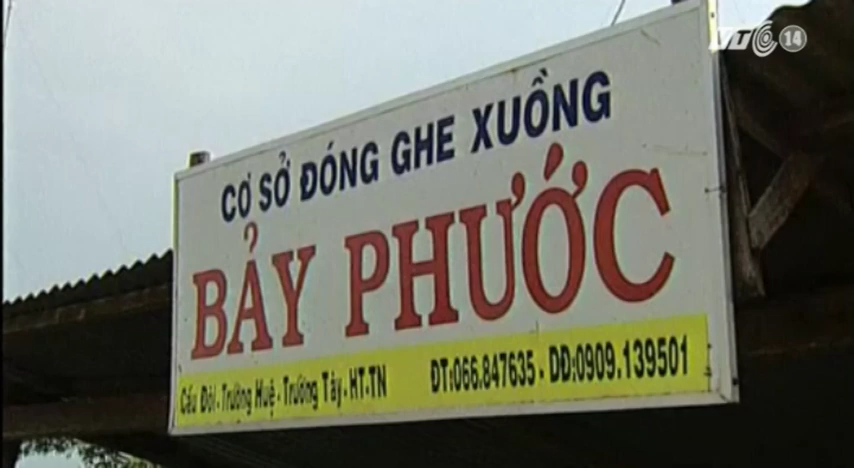 VTC 14
CƠ SỞ ĐÓNG GHE XUỒNG
BẢY PHƯỚC
Cầu Đôi - Trường Huệ - Trường Tây - HT.TN ĐT:066.847635 - DĐ:0909.139501